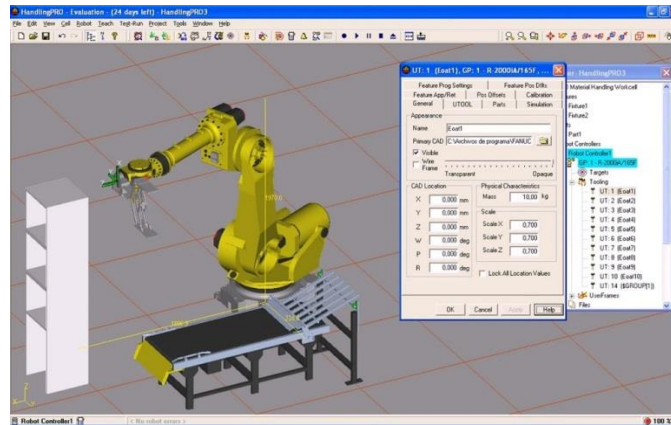 HandlingPRO - Evaluation - (24 days left) - HandlingPRO3
File Edit View Cell Robot Teach Test-Run Project Tools Window Help
UT: 1 (Eoat1), GP: 1 - R-2000iA/165F, ...
Feature Prog Settings Feature Pos Dflts
Feature App/Ret Pos Offsets Calibration
General UTOOL Parts Simulation
Appearance
Name Eoat1
Primary CAD C:\Archivos de programa\FANUC
Visible
Wire
Frame
Transparent Opaque
CAD Location
X 0,000 mm
Y 0,000 mm
Z 0,000 mm
W 0,000 deg
P 0,000 deg
R 0,000 deg
Physical Characteristics
Mass 10,00 kg
Scale
Scale X 0,700
Scale Y 0,700
Scale Z 0,700
Lock All Location Values
OK Cancel Apply Help
HandlingPRO3
Material Handling Workcell
Fixture1
Fixture2
Part1
Robot Controller1
GP: 1 - R-2000iA/165F
Targets
Tooling
UT: 1 (Eoat1)
UT: 2 (Eoat2)
UT: 3 (Eoat3)
UT: 4 (Eoat4)
UT: 5 (Eoat5)
UT: 6 (Eoat6)
UT: 7 (Eoat7)
UT: 8 (Eoat8)
UT: 9 (Eoat9)
UT: 10 (Eoat10)
UT: 14 ($GROUP[1])
UserFrames
Files
Robot Controller1
< No robot errors >
100 %